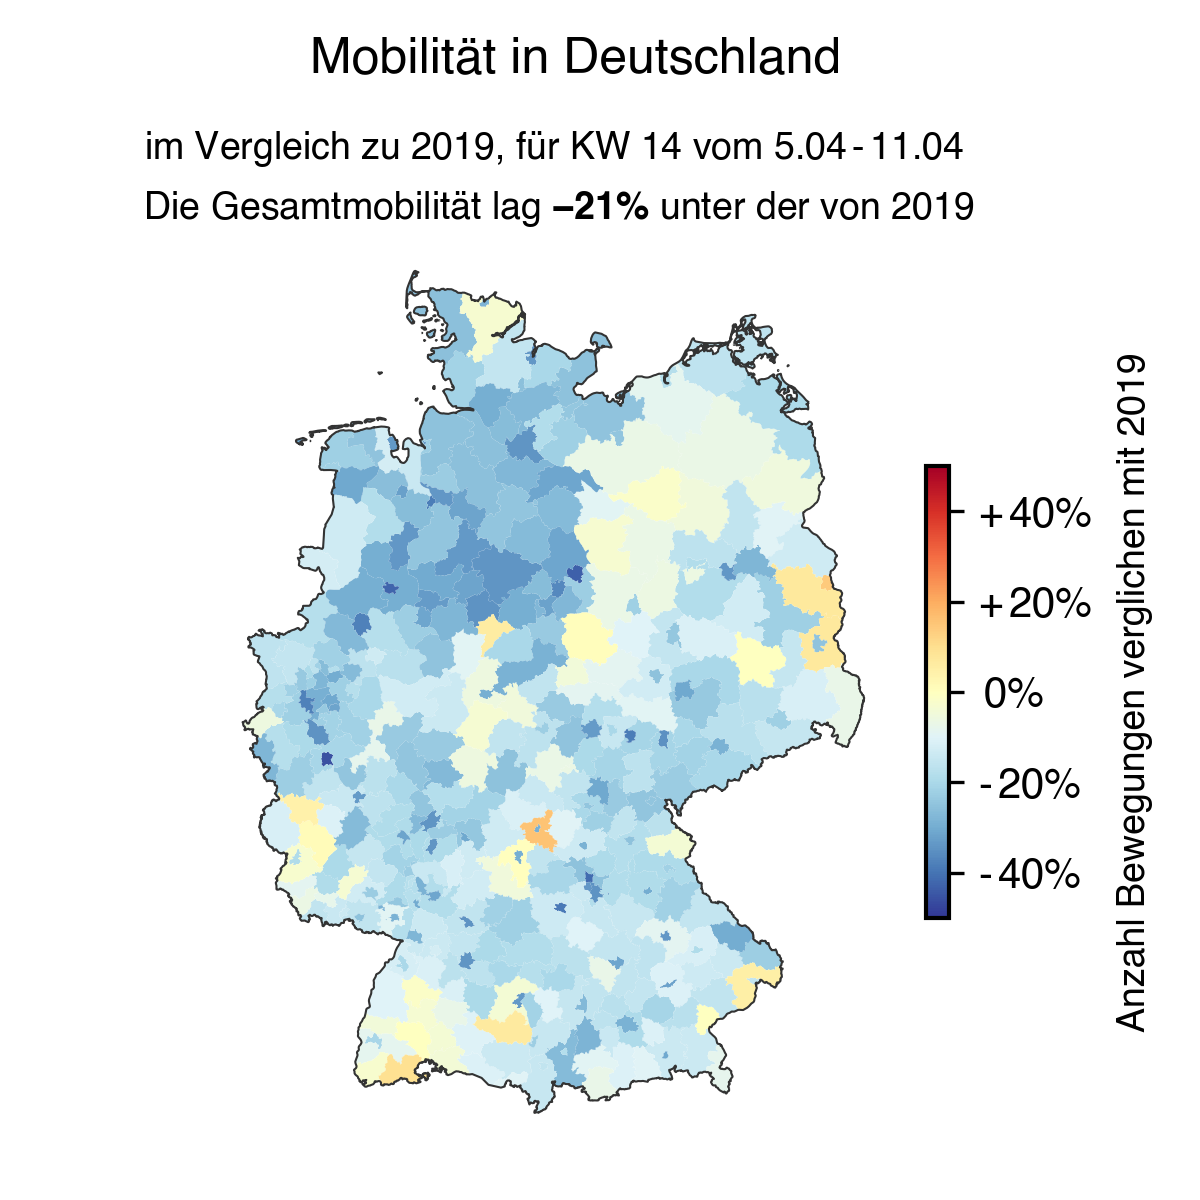 Mobilität in Deutschland
im Vergleich zu 2019, für KW 14 vom 5.04 - 11.04
Die Gesamtmobilität lag –21% unter der von 2019
+40%
+20%
0%
-20%
-40%
Anzahl Bewegungen verglichen mit 2019